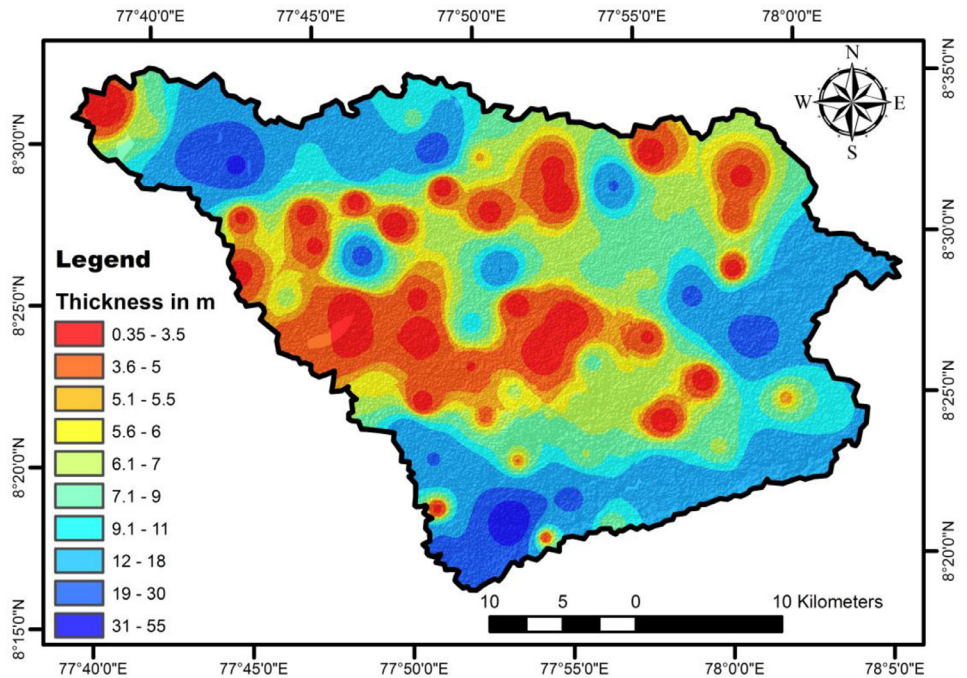 77°40'0"E 77°45'0"E 77°50'0"E 77°55'0"E 78°0'0"E
8°35'0"N
8°30'0"N
8°25'0"N
8°20'0"N
8°30'0"N
8°25'0"N
8°20'0"N
8°15'0"N
N
W E
S
Legend
Thickness in m
0.35 - 3.5
3.6 - 5
5.1 - 5.5
5.6 - 6
6.1 - 7
7.1 - 9
9.1 - 11
12 - 18
19 - 30
31 - 55
10 5 0 10 Kilometers
77°40'0"E 77°45'0"E 77°50'0"E 77°55'0"E 78°0'0"E 78°5'0"E